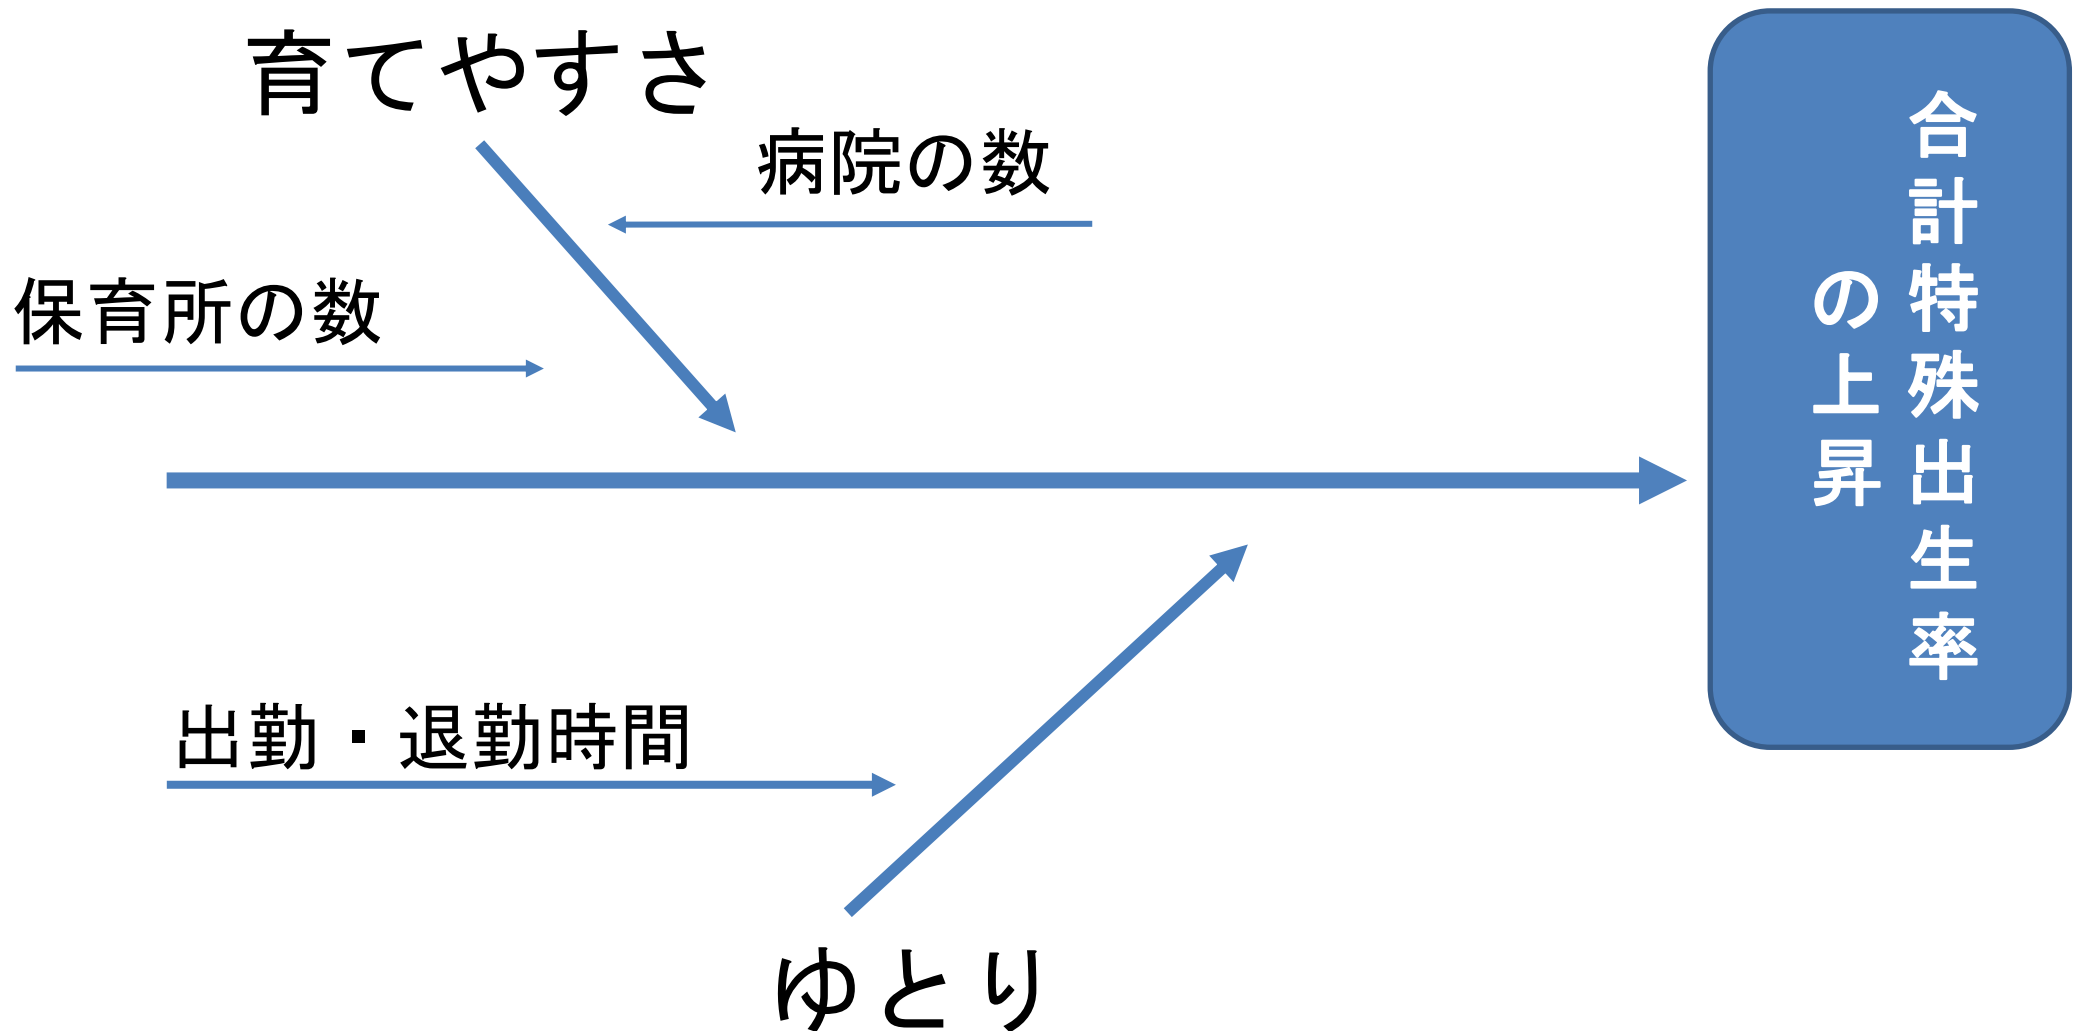 育てやすさ
病院の数
保育所の数
合計特殊出生率
の上昇
出勤・退勤時間
ゆとり